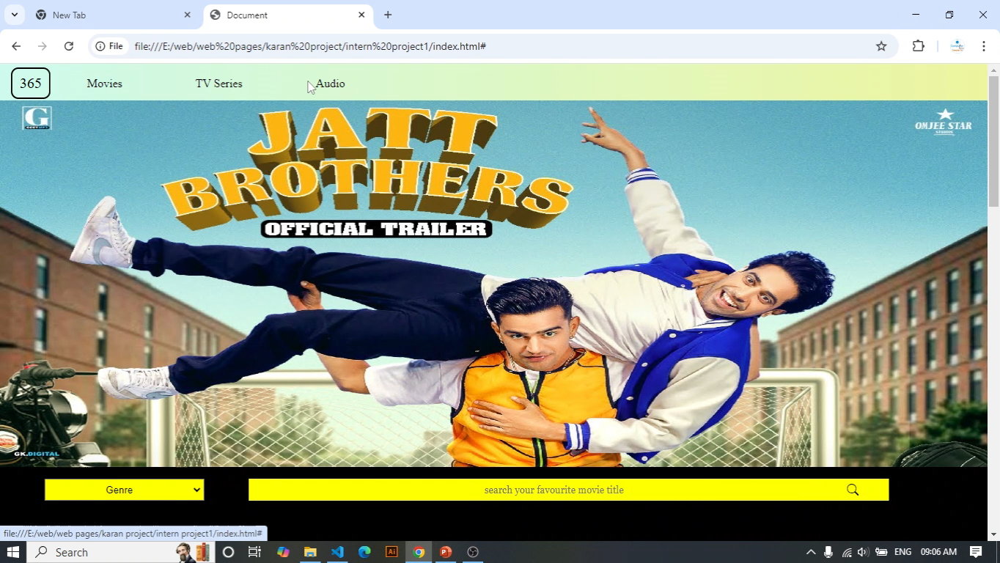 New Tab
Document
File
file:///E:/web/web%20pages/karan%20project/intern%20project1/index.html#
365 Movies TV Series Audio
G
OMJEE STAR
STUDIOS
JATT
BROTHERS
OFFICIAL TRAILER
GK.DIGITAL
Genre
search your favourite movie title
file:///E:/web/web pages/karan project/intern project1/index.html#
Search
Ai
P
ENG
09:06 AM